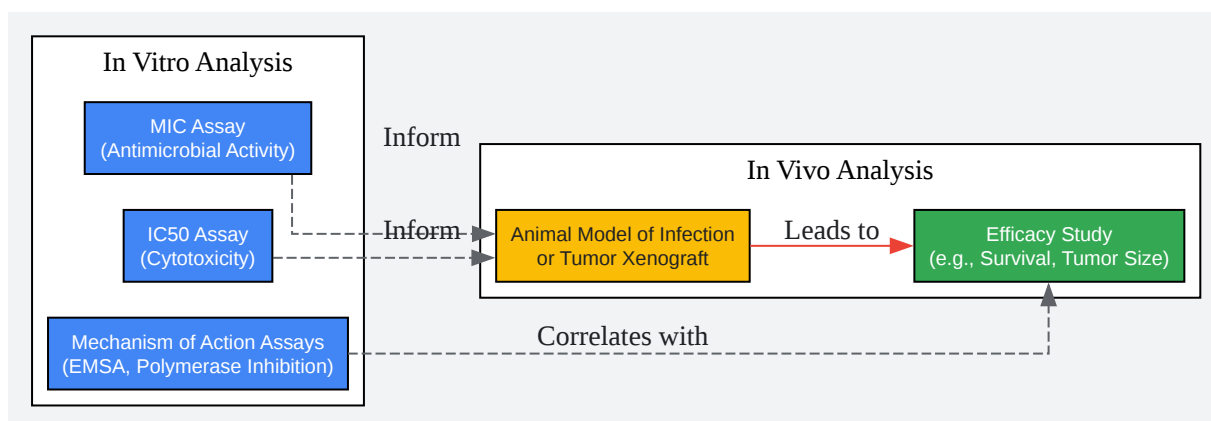 In Vitro Analysis
MIC Assay
(Antimicrobial Activity)
IC50 Assay
(Cytotoxicity)
Mechanism of Action Assays
(EMSA, Polymerase Inhibition)
Inform
Inform
In Vivo Analysis
Animal Model of Infection
or Tumor Xenograft
Leads to
Efficacy Study
(e.g., Survival, Tumor Size)
Correlates with